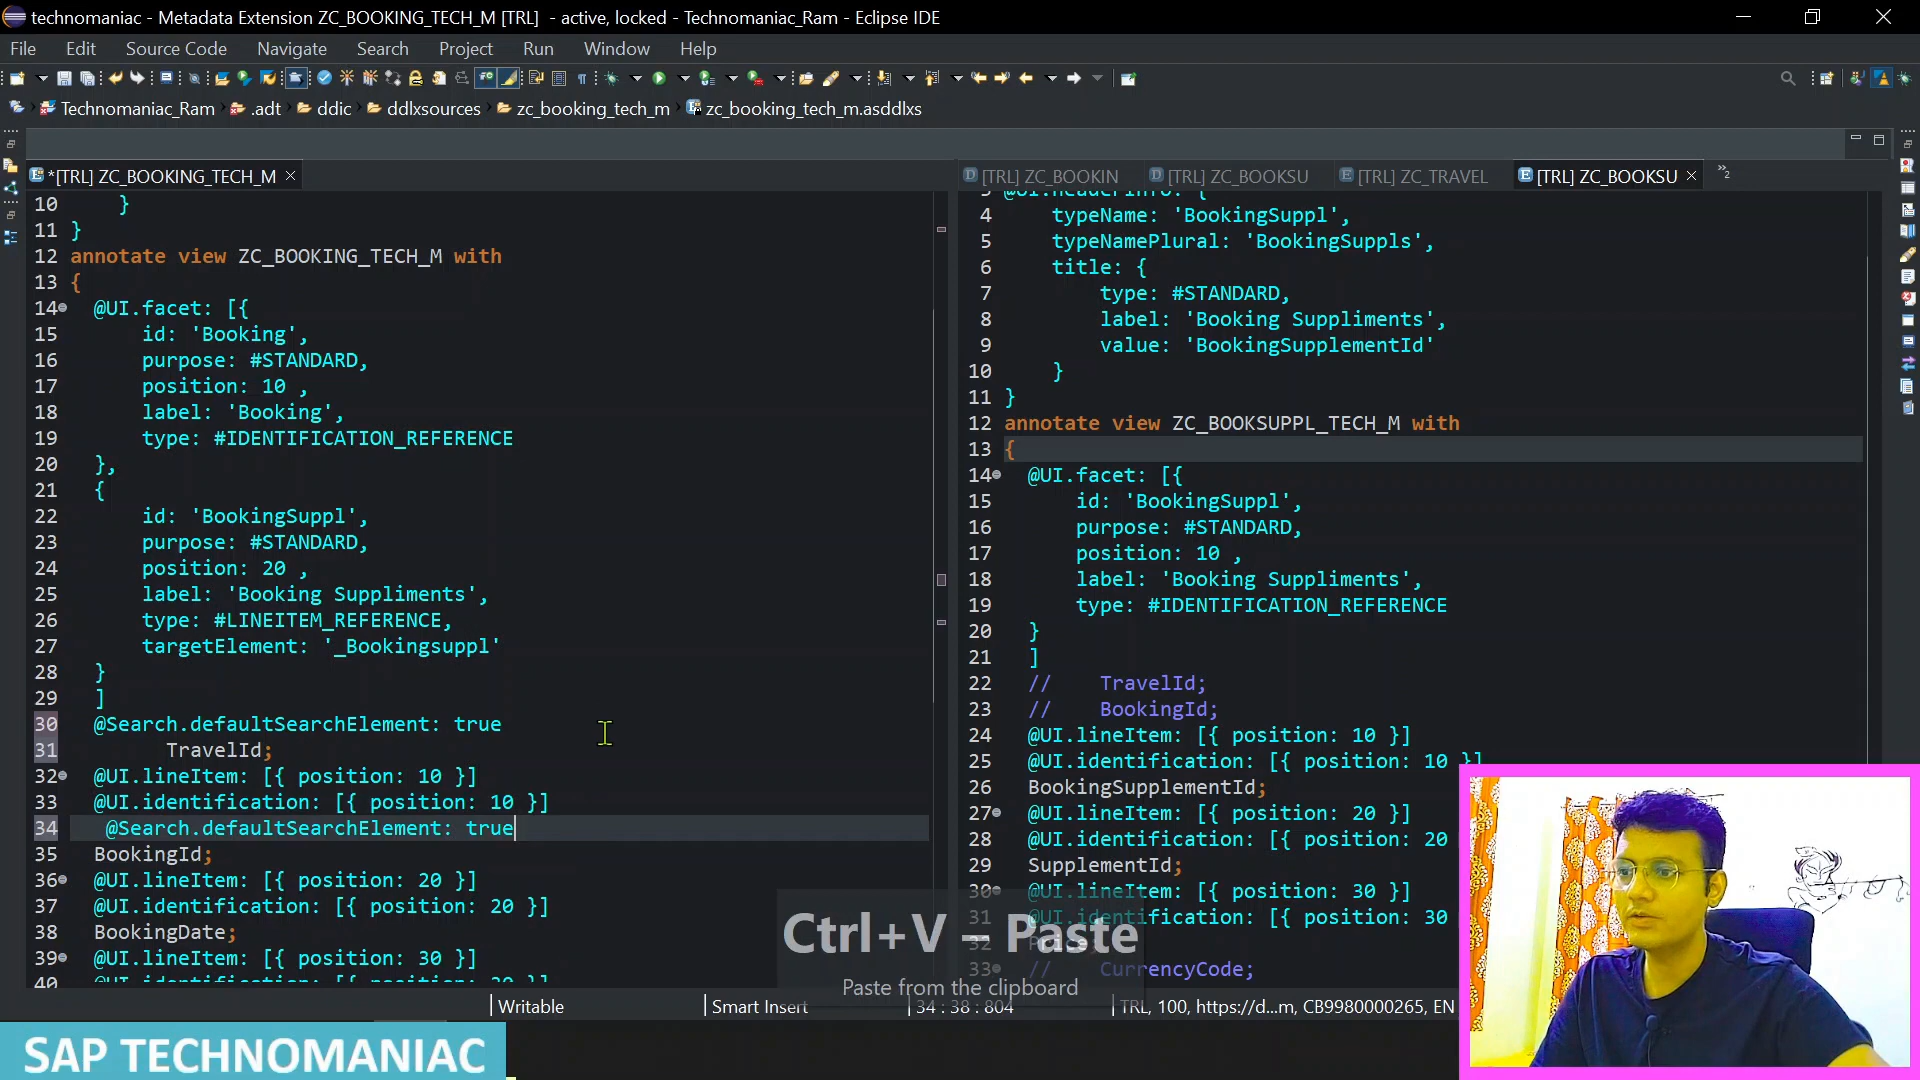 technomaniac - Metadata Extension ZC_BOOKING_TECH_M [TRL] - active, locked - Technomaniac_Ram - Eclipse IDE
File Edit Source Code Navigate Search Project Run Window Help
Technomaniac_Ram .adt ddic ddlxsources zc_booking_tech_m zc_booking_tech_m.asddlxs
*[TRL] ZC_BOOKING_TECH_M
10 }
11 }
12 annotate view ZC_BOOKING_TECH_M with
13 {
14 @UI.facet: [{
15 id: 'Booking',
16 purpose: #STANDARD,
17 position: 10 ,
18 label: 'Booking',
19 type: #IDENTIFICATION_REFERENCE
20 },
21 {
22 id: 'BookingSuppl',
23 purpose: #STANDARD,
24 position: 20 ,
25 label: 'Booking Suppliments',
26 type: #LINEITEM_REFERENCE,
27 targetElement: '_Bookingsuppl'
28 }
29 ]
30 @Search.defaultSearchElement: true
31 TravelId;
32 @UI.lineItem: [{ position: 10 }]
33 @UI.identification: [{ position: 10 }]
34 @Search.defaultSearchElement: true
35 BookingId;
36 @UI.lineItem: [{ position: 20 }]
37 @UI.identification: [{ position: 20 }]
38 BookingDate;
39 @UI.lineItem: [{ position: 30 }]
40
[TRL] ZC_BOOKIN [TRL] ZC_BOOKSU [TRL] ZC_TRAVEL [TRL] ZC_BOOKSU
4 typeName: 'BookingSuppl',
5 typeNamePlural: 'BookingSuppls',
6 title: {
7 type: #STANDARD,
8 label: 'Booking Suppliments',
9 value: 'BookingSupplementId'
10 }
11 }
12 annotate view ZC_BOOKSUPPL_TECH_M with
13 {
14 @UI.facet: [{
15 id: 'BookingSuppl',
16 purpose: #STANDARD,
17 position: 10 ,
18 label: 'Booking Suppliments',
19 type: #IDENTIFICATION_REFERENCE
20 }
21 ]
22 // TravelId;
23 // BookingId;
24 @UI.lineItem: [{ position: 10 }]
25 @UI.identification: [{ position: 10 }]
26 BookingSupplementId;
27 @UI.lineItem: [{ position: 20 }]
28 @UI.identification: [{ position: 20
29 SupplementId;
30 @UI.lineItem: [{ position: 30 }]
31 @UI.identification: [{ position: 30
32
33 // CurrencyCode;
Ctrl+V – Paste
Paste from the clipboard
Writable Smart Insert 34 : 38 : 804 TRL, 100, https://d...m, CB9980000265, EN
SAP TECHNOMANIAC